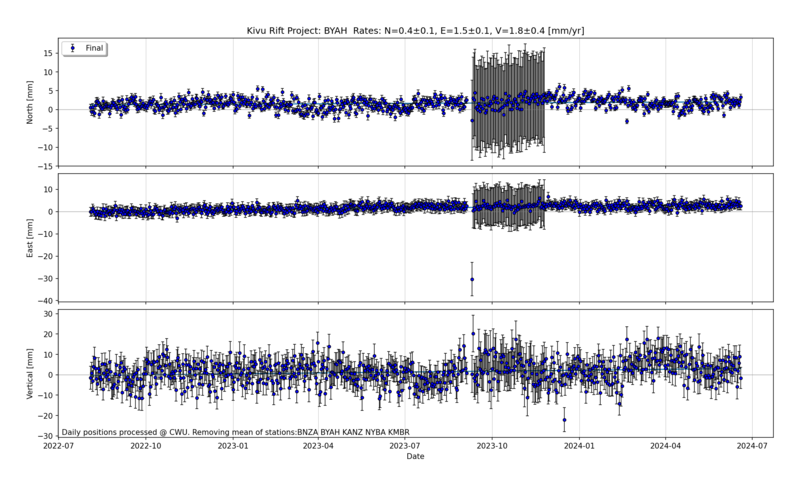 Kivu Rift Project: BYAH  Rates: N=0.4±0.1, E=1.5±0.1, V=1.8±0.4 [mm/yr]
Final
North [mm]
15
10
5
0
−5
−10
−15
East [mm]
10
0
−10
−20
−30
−40
Vertical [mm]
30
20
10
0
−10
−20
−30
Daily positions processed @ CWU. Removing mean of stations:BNZA BYAH KANZ NYBA KMBR
2022-07 2022-10 2023-01 2023-04 2023-07 2023-10 2024-01 2024-04 2024-07
Date